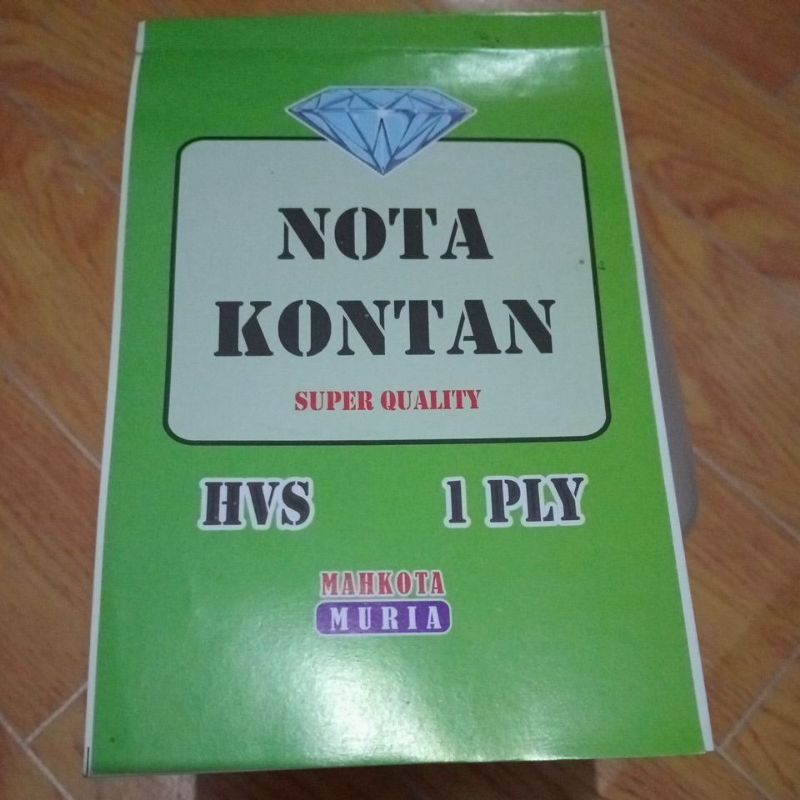 NOTA
KONTAN
SUPER QUALITY
HVS 1 PLY
MAHKOTA
MURIA